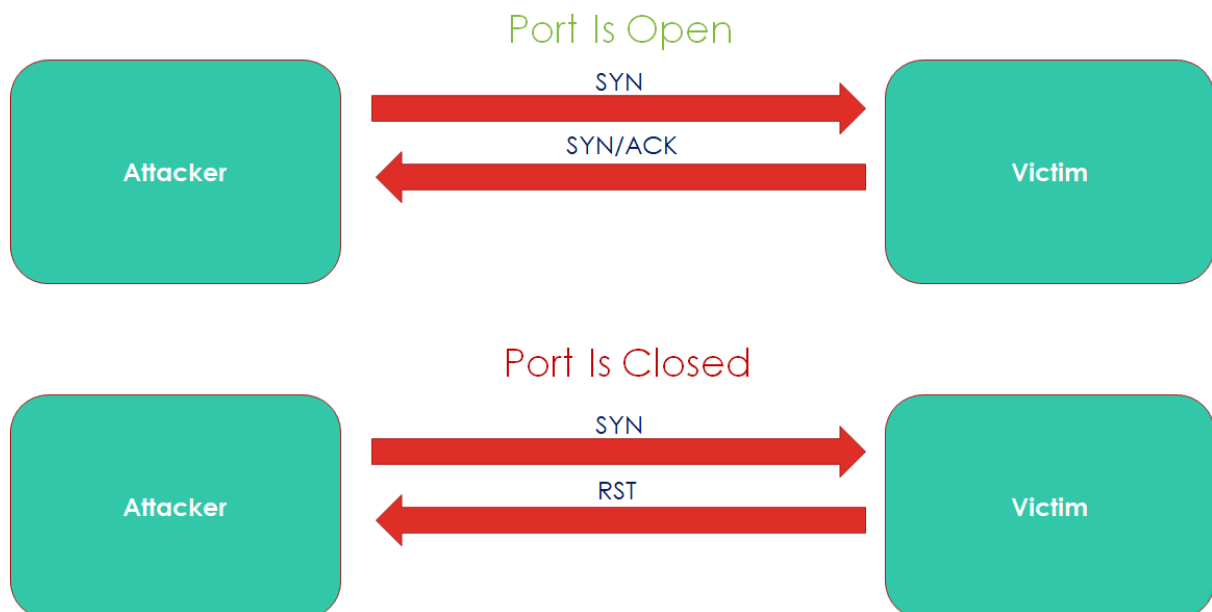 Port Is Open
SYN
SYN/ACK
Attacker
Victim
Port Is Closed
SYN
RST
Attacker
Victim